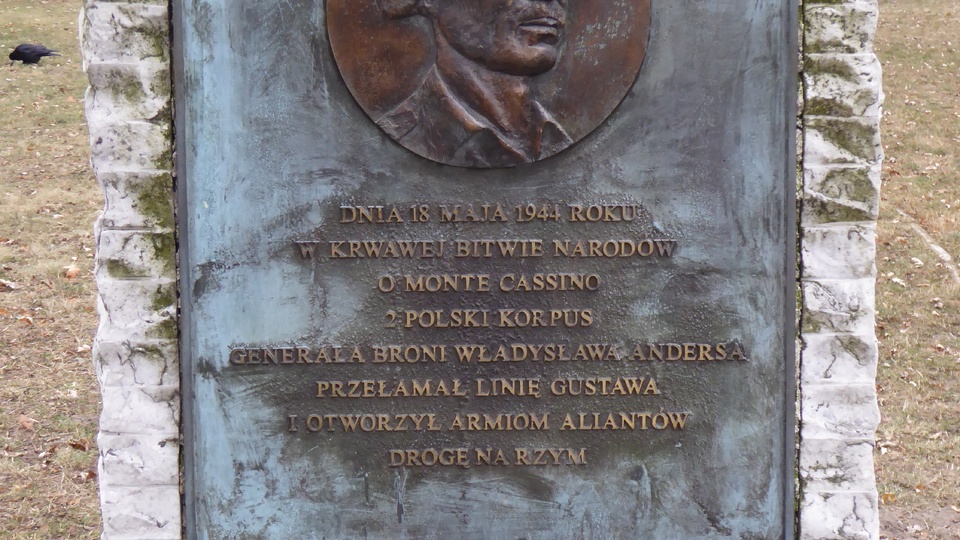 DNIA 18 MAJA 1944 ROKU
W KRWAWEJ BITWIE NARODÓW
O MONTE CASSINO
2 POLSKI KORPUS
GENERAŁA BRONI WŁADYSŁAWA ANDERSA
PRZEŁAMAŁ LINIĘ GUSTAWA
I OTWORZYŁ ARMIOM ALIANTÓW
DROGĘ NA RZYM